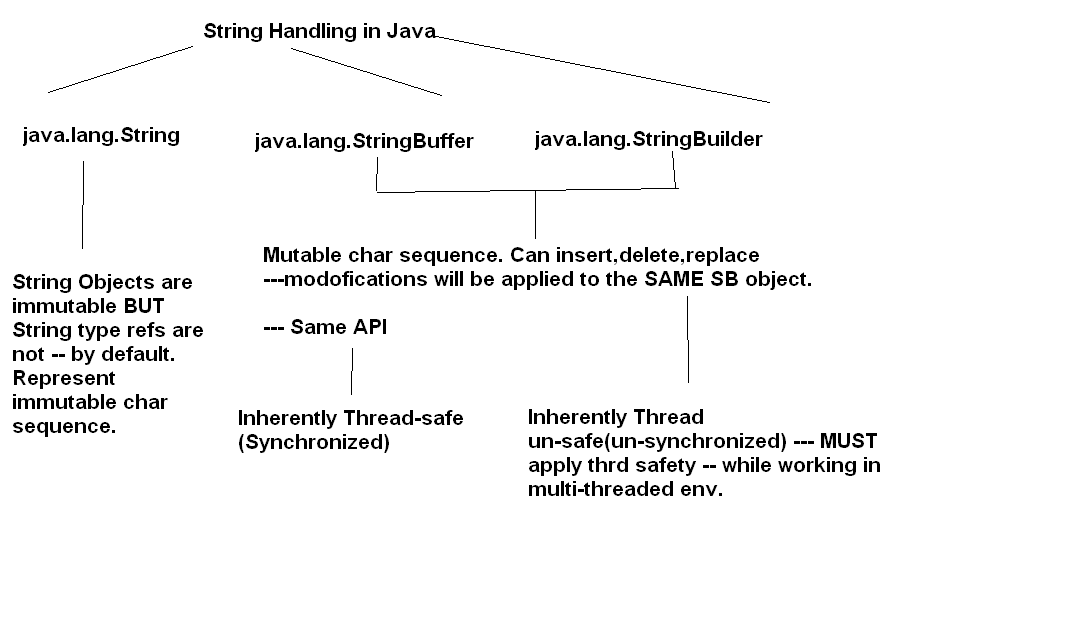 String Handling in Java
java.lang.String
java.lang.StringBuffer
java.lang.StringBuilder
String Objects are
immutable BUT
String type refs are
not -- by default.
Represent
immutable char
sequence.
Mutable char sequence. Can insert,delete,replace
---modofications will be applied to the SAME SB object.
--- Same API
Inherently Thread-safe
(Synchronized)
Inherently Thread
un-safe(un-synchronized) --- MUST
apply thrd safety -- while working in
multi-threaded env.